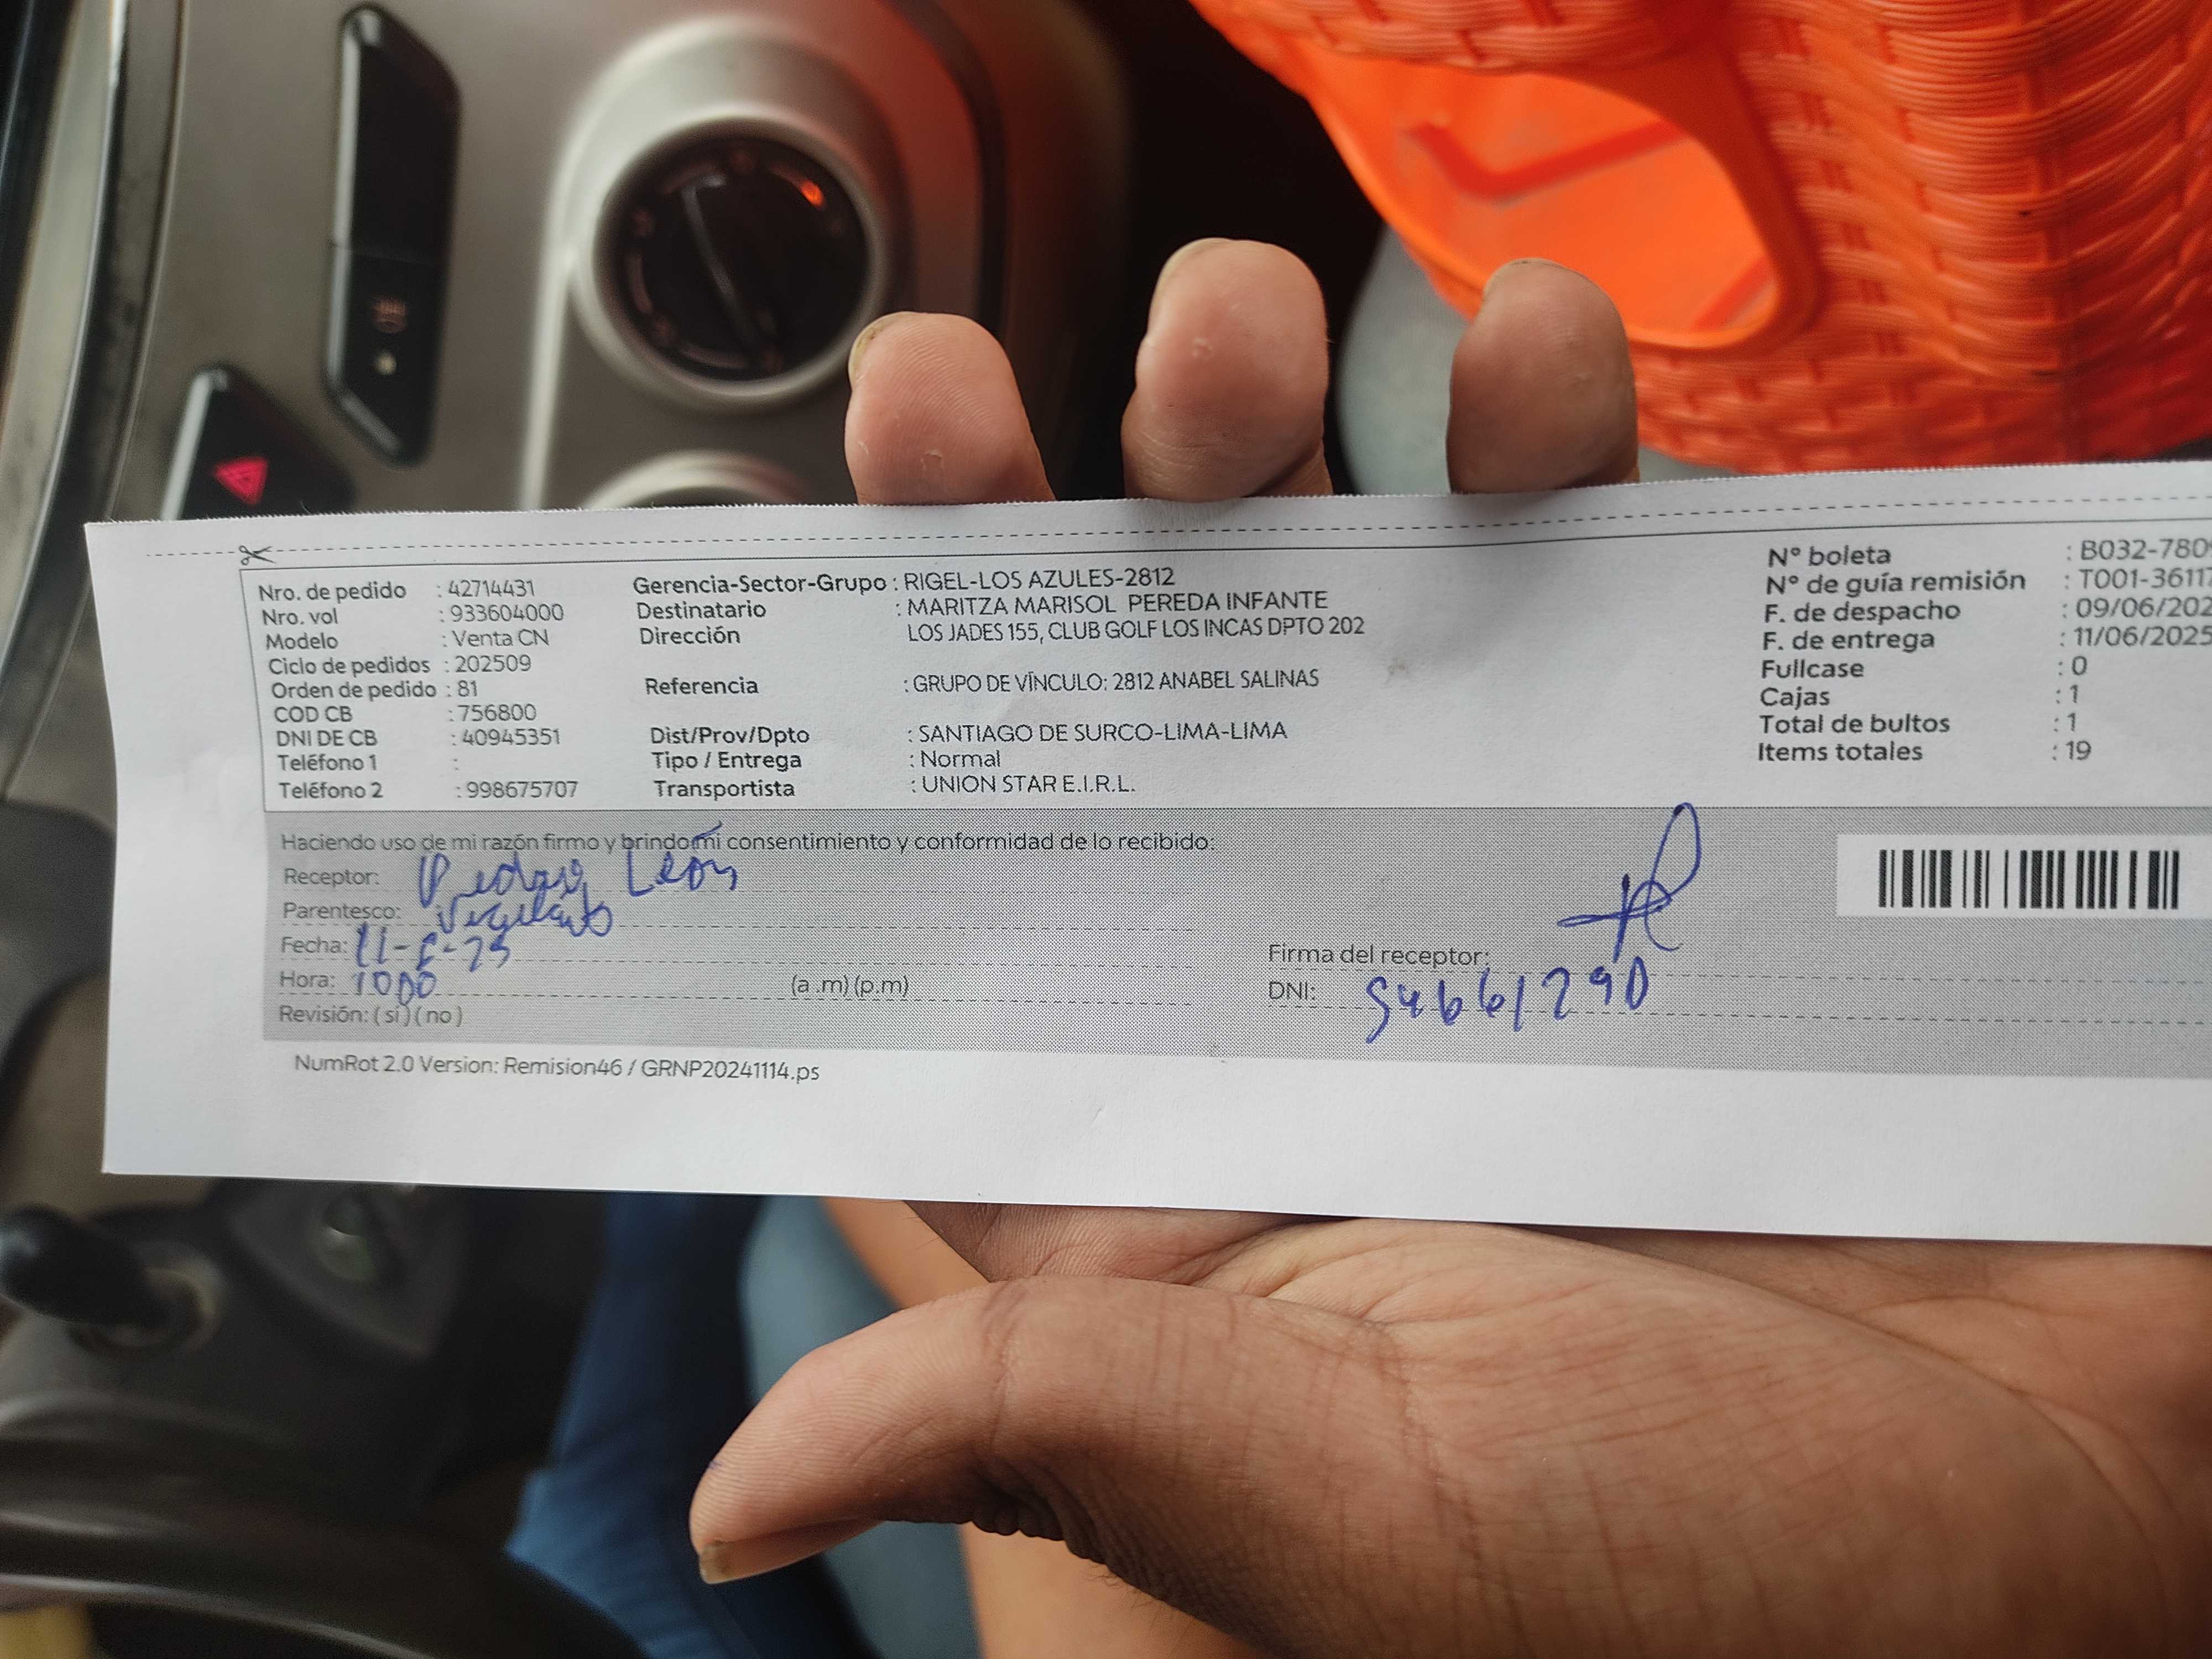 Nro. de pedido : 42714431
Nro. vol : 933604000
Modelo : Venta CN
Ciclo de pedidos : 202509
Orden de pedido : 81
COD CB : 756800
DNI DE CB : 40945351
Teléfono 1 :
Teléfono 2 : 998675707
Gerencia-Sector-Grupo : RIGEL-LOS AZULES-2812
Destinatario : MARITZA MARISOL PEREDA INFANTE
Dirección LOS JADES 155, CLUB GOLF LOS INCAS DPTO 202
Referencia : GRUPO DE VÍNCULO: 2812 ANABEL SALINAS
Dist/Prov/Dpto : SANTIAGO DE SURCO-LIMA-LIMA
Tipo / Entrega : Normal
Transportista : UNION STAR E.I.R.L.
N° boleta : B032-780
N° de guía remisión : T001-36117
F. de despacho : 09/06/202
F. de entrega : 11/06/2025
Fullcase : 0
Cajas : 1
Total de bultos : 1
Items totales : 19
Haciendo uso de mi razón firmo y brindo mi consentimiento y conformidad de lo recibido:
Receptor: León
Parentesco: Vigilante
Fecha: 11-6-25
Hora: 1000 (a .m) (p.m)
Revisión: ( si ) ( no )
Firma del receptor:
DNI: 54661290
NumRot 2.0 Version: Remision46 / GRNP20241114.ps